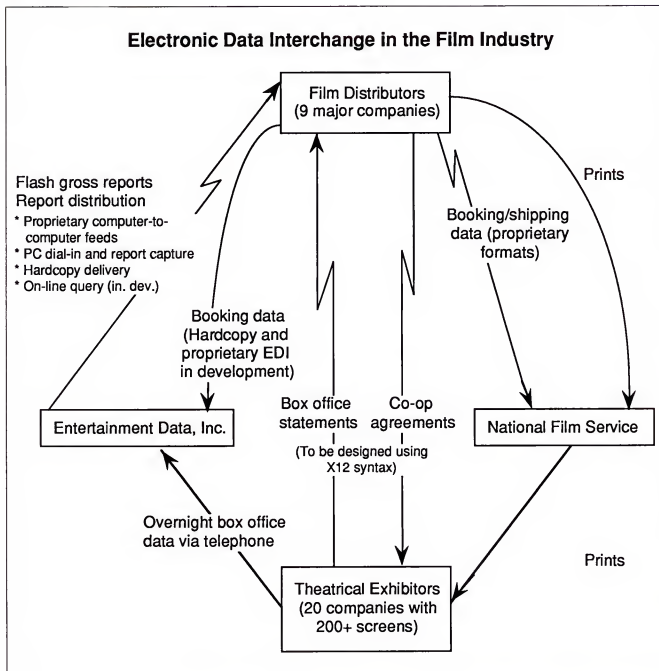 Electronic Data Interchange in the Film Industry
Film Distributors
(9 major companies)
Flash gross reports
Report distribution
* Proprietary computer-to-
computer feeds
* PC dial-in and report capture
* Hardcopy delivery
* On-line query (in. dev.)
Prints
Booking/shipping
data (proprietary
formats)
Booking data
(Hardcopy and
proprietary EDI
in development)
Box office
statements
Co-op
agreements
(To be designed using
X12 syntax)
Entertainment Data, Inc.
National Film Service
Overnight box office
data via telephone
Prints
Theatrical Exhibitors
(20 companies with
200+ screens)